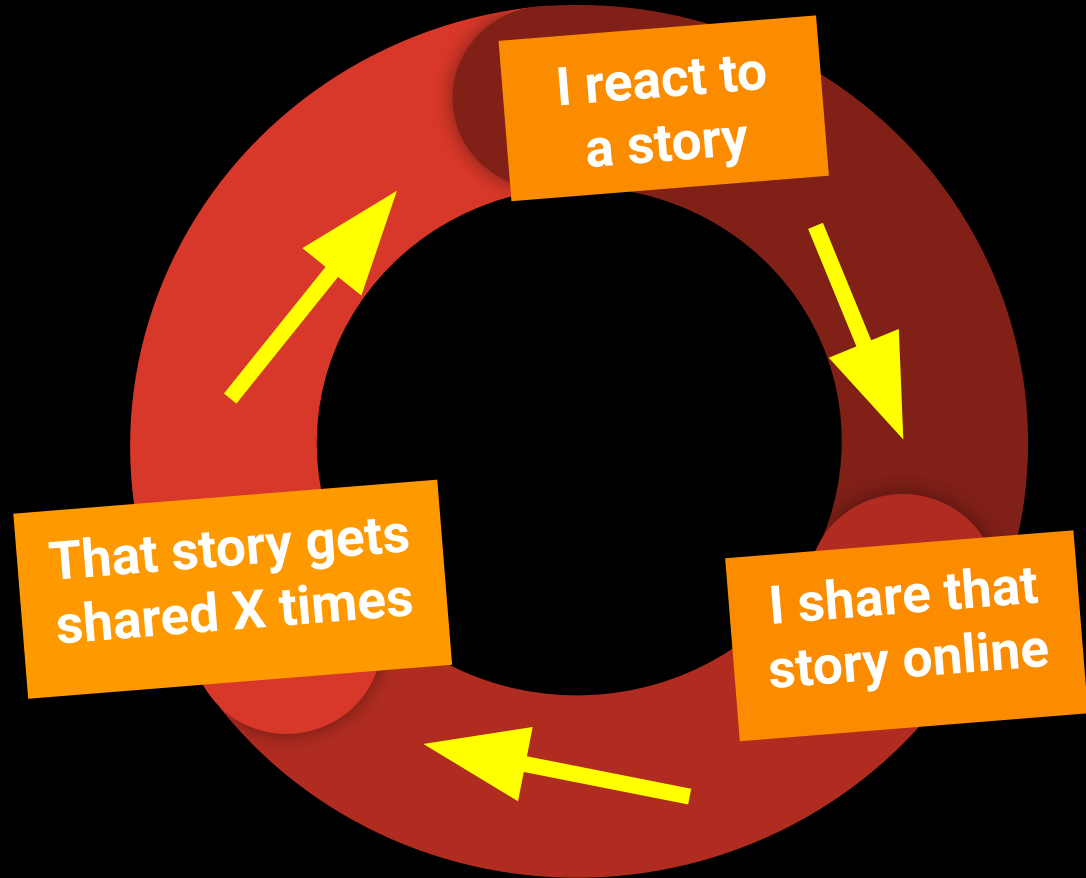 I react to
a story
I share that
story online
That story gets
shared X times